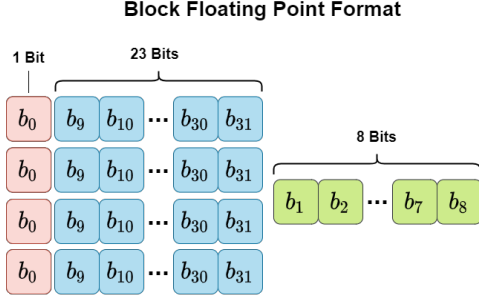 Block Floating Point Format
1 Bit
23 Bits
b0 b9 b10 ... b30 b31
8 Bits
b0 b9 b10 ... b30 b31
b1 b2 ... b7 b8
b0 b9 b10 ... b30 b31
b0 b9 b10 ... b30 b31